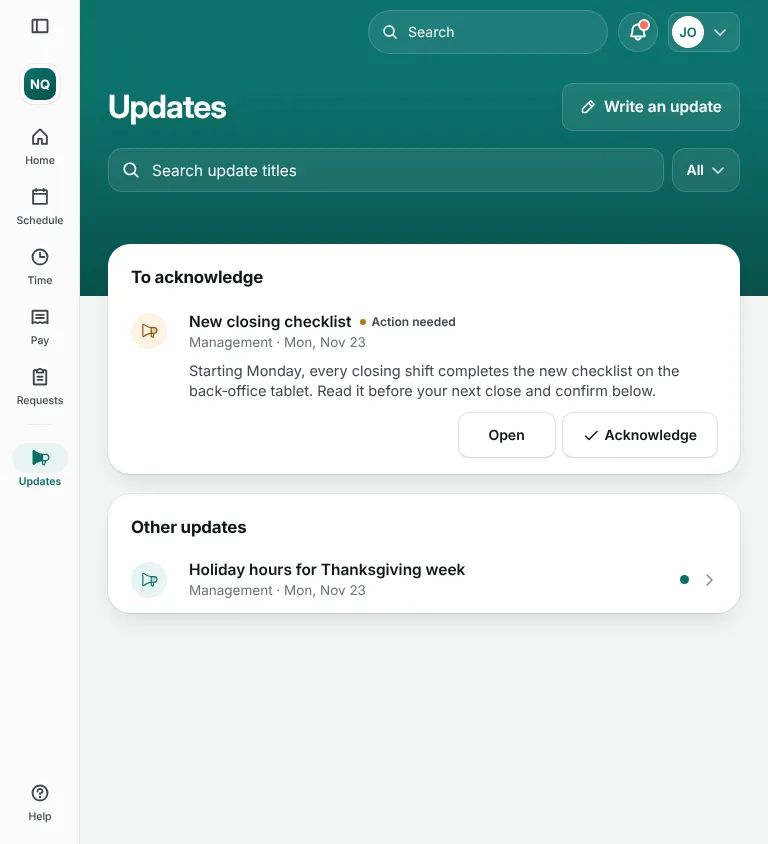 Search
JO
NQ
Updates
Write an update
Home
Search update titles
All
Schedule
To acknowledge
Time
New closing checklist
Action needed
Management · Mon, Nov 23
Pay
Starting Monday, every closing shift completes the new checklist on the
back-office tablet. Read it before your next close and confirm below.
Requests
Open
Acknowledge
Updates
Other updates
Holiday hours for Thanksgiving week
Management · Mon, Nov 23
Help